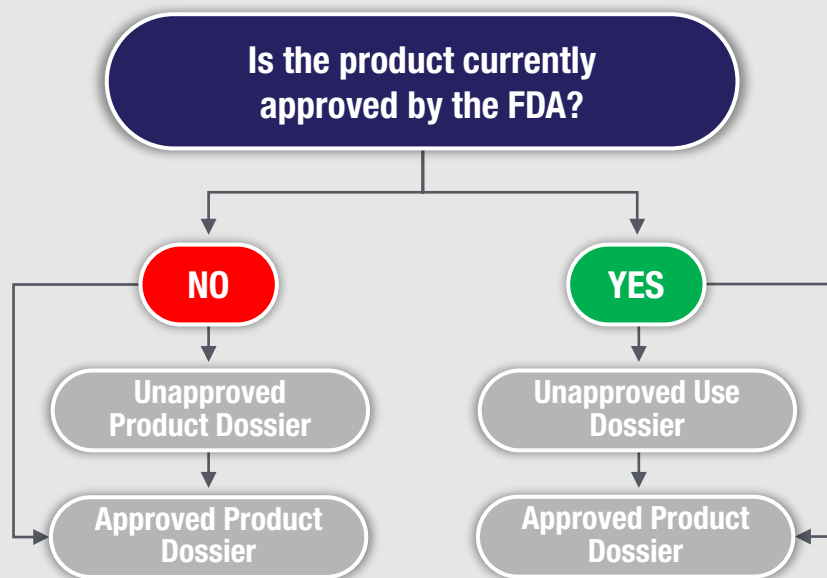 Is the product currently
approved by the FDA?
NO
YES
Unapproved
Product Dossier
Unapproved Use
Dossier
Approved Product
Dossier
Approved Product
Dossier